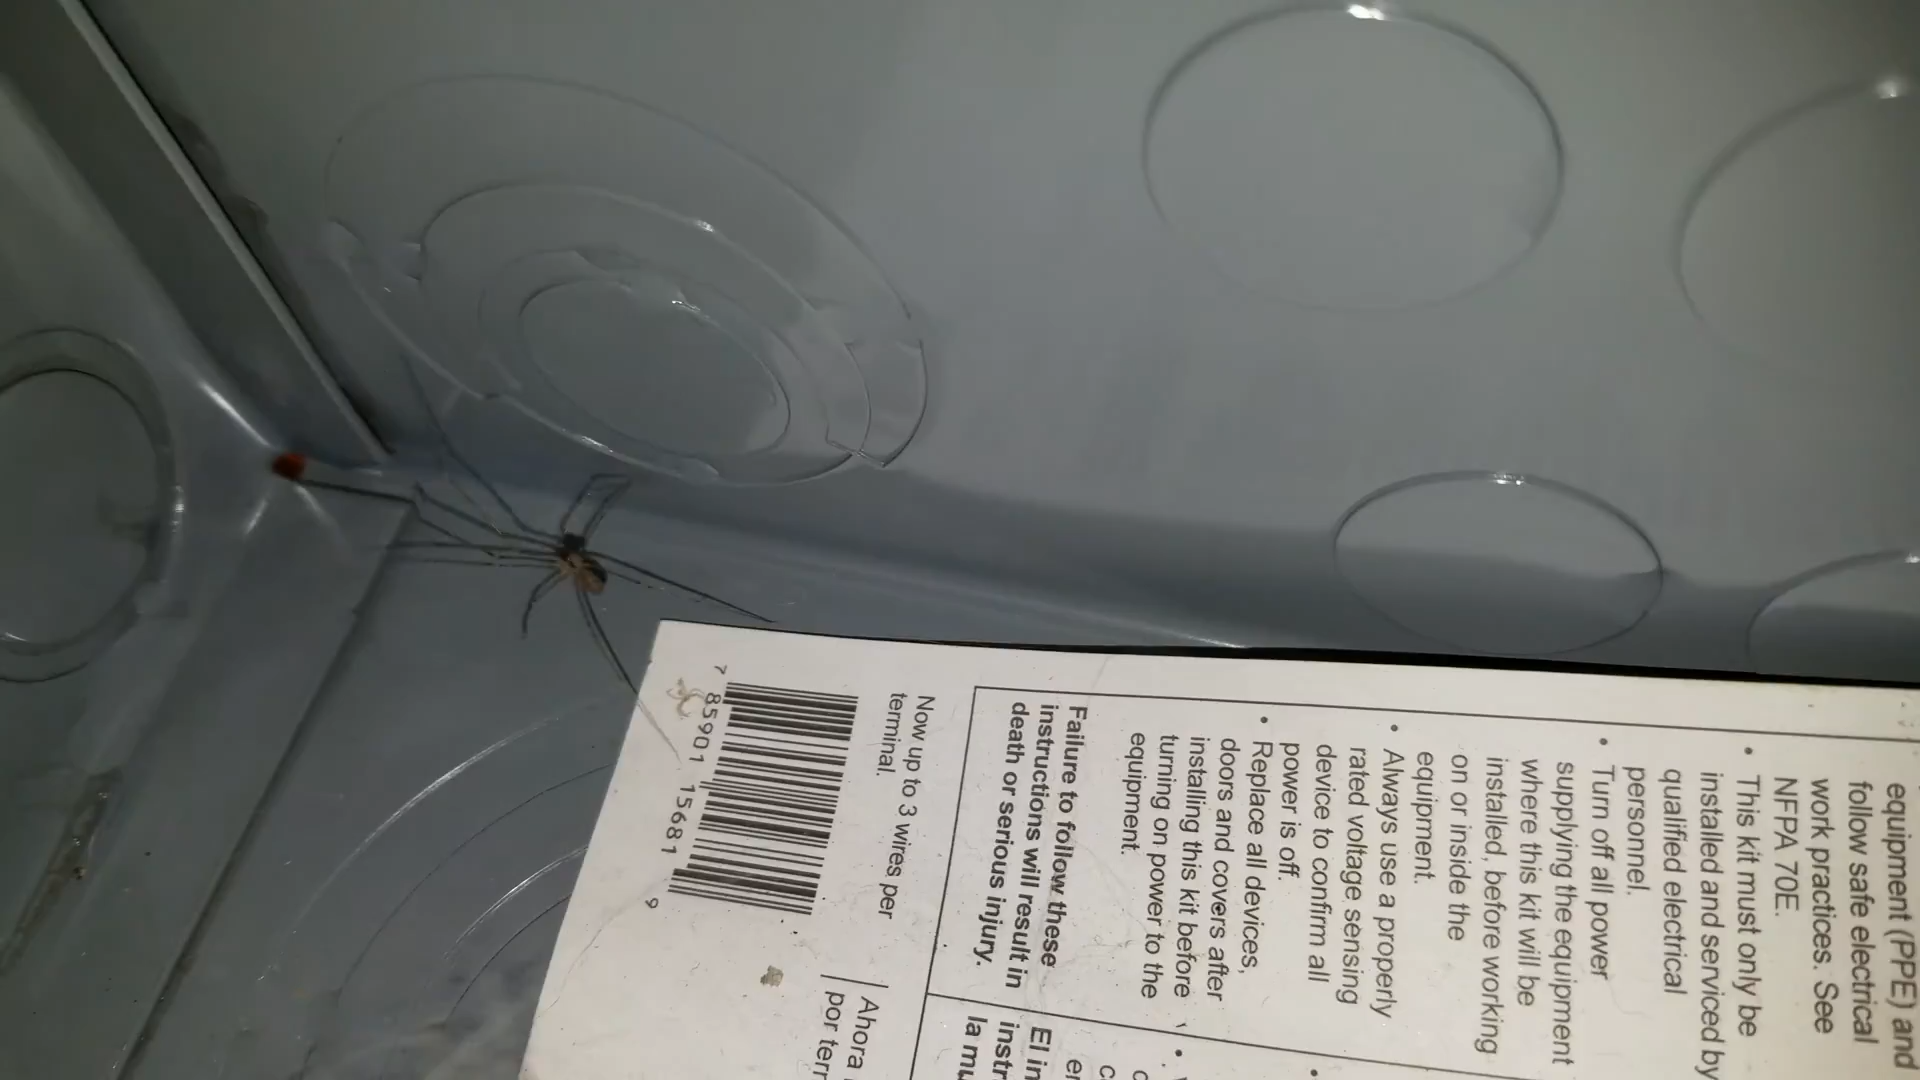 equipment (PPE) and
follow safe electrical
work practices. See
NFPA 70E.
• This kit must only be
installed and serviced by
qualified electrical
personnel.
• Turn off all power
supplying the equipment
where this kit will be
installed, before working
on or inside the
equipment.
• Always use a properly
rated voltage sensing
device to confirm all
power is off.
• Replace all devices,
doors and covers after
installing this kit before
turning on power to the
equipment.
Failure to follow these
instructions will result in
death or serious injury.
Now up to 3 wires per
terminal.
7 85901 15681 9
El in
instr
la mu
Ahora
por terr